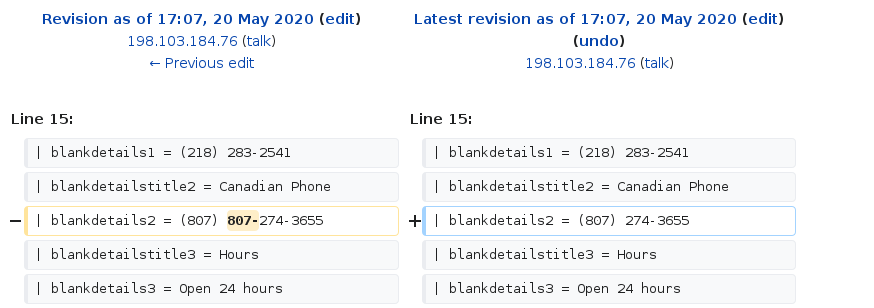 Revision as of 17:07, 20 May 2020 (edit)
198.103.184.76 (talk)
← Previous edit
Latest revision as of 17:07, 20 May 2020 (edit)
(undo)
198.103.184.76 (talk)
Line 15:
Line 15:
| blankdetails1 = (218) 283-2541
| blankdetails1 = (218) 283-2541
| blankdetailstitle2 = Canadian Phone
| blankdetailstitle2 = Canadian Phone
− | blankdetails2 = (807) 807-274-3655
+ | blankdetails2 = (807) 274-3655
| blankdetailstitle3 = Hours
| blankdetailstitle3 = Hours
| blankdetails3 = Open 24 hours
| blankdetails3 = Open 24 hours